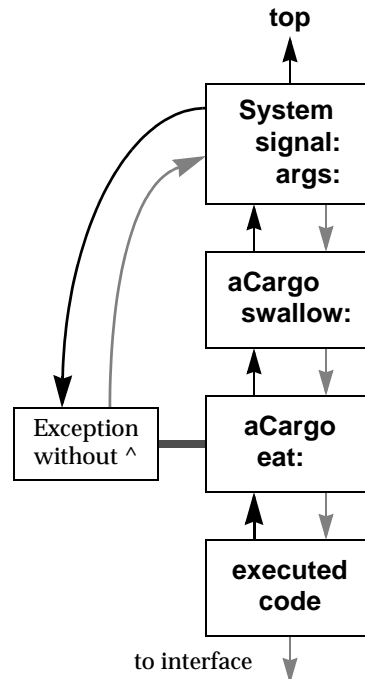 top
System
signal:
args:
aCargo
swallow:
Exception
without ^
aCargo
eat:
executed
code
to interface